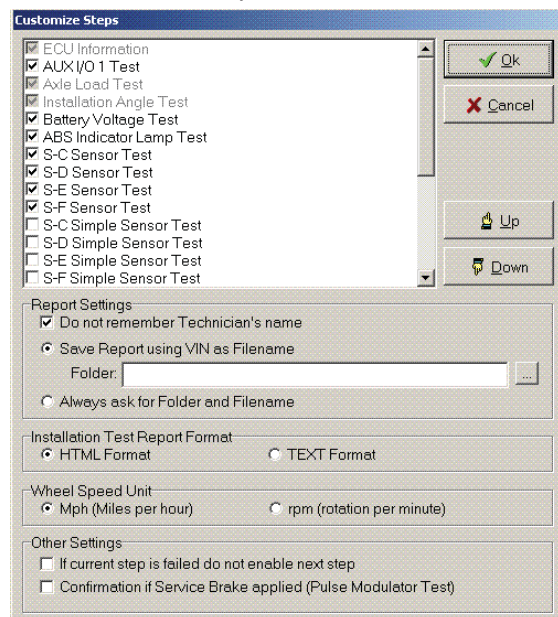 Customize Steps
ECU Information
AUX I/O 1 Test
Axle Load Test
Installation Angle Test
Battery Voltage Test
ABS Indicator Lamp Test
S-C Sensor Test
S-D Sensor Test
S-E Sensor Test
S-F Sensor Test
S-C Simple Sensor Test
S-D Simple Sensor Test
S-E Simple Sensor Test
S-F Simple Sensor Test
Ok
Cancel
Up
Down
Report Settings
Do not remember Technician's name
Save Report using VIN as Filename
Folder:
...
Always ask for Folder and Filename
Installation Test Report Format
HTML Format
TEXT Format
Wheel Speed Unit
Mph (Miles per hour)
rpm (rotation per minute)
Other Settings
If current step is failed do not enable next step
Confirmation if Service Brake applied (Pulse Modulator Test)